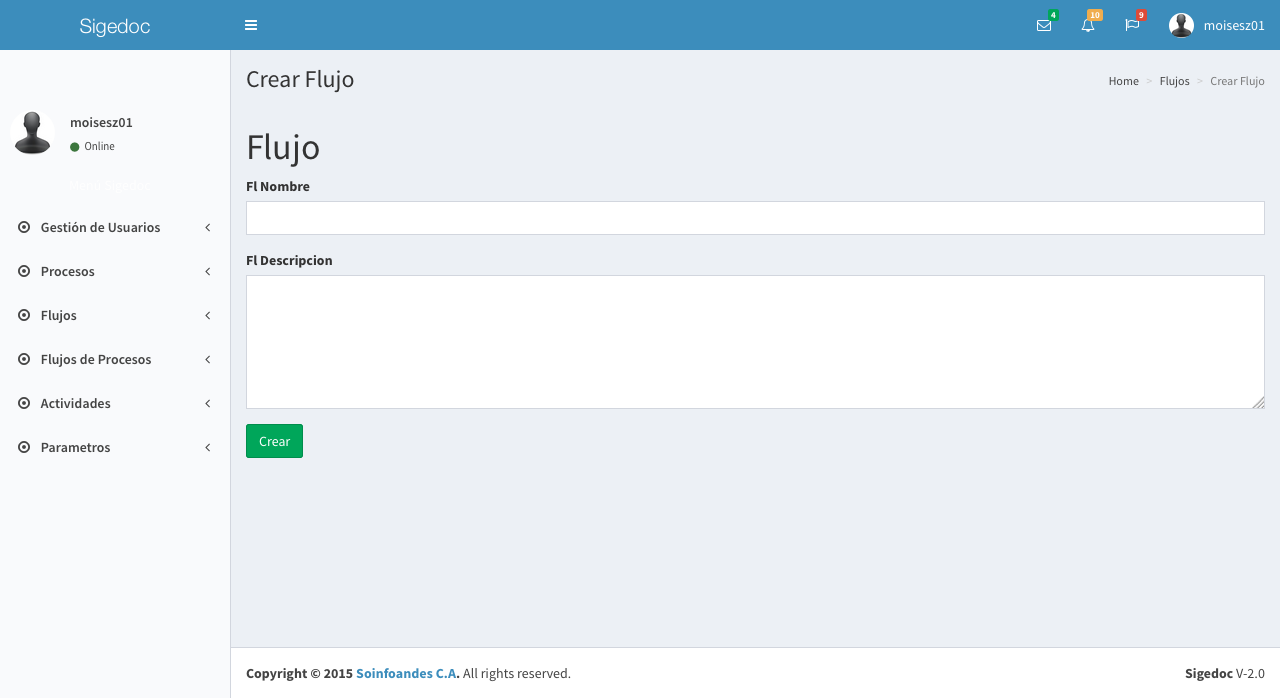 Sigedoc
4
10
9
moisesz01
moisesz01
Online
Gestión de Usuarios
Procesos
Flujos
Flujos de Procesos
Actividades
Parametros
Crear Flujo
Home > Flujos > Crear Flujo
Flujo
Fl Nombre
Fl Descripcion
Crear
Copyright © 2015 Soinfoandes C.A. All rights reserved.
Sigedoc V-2.0